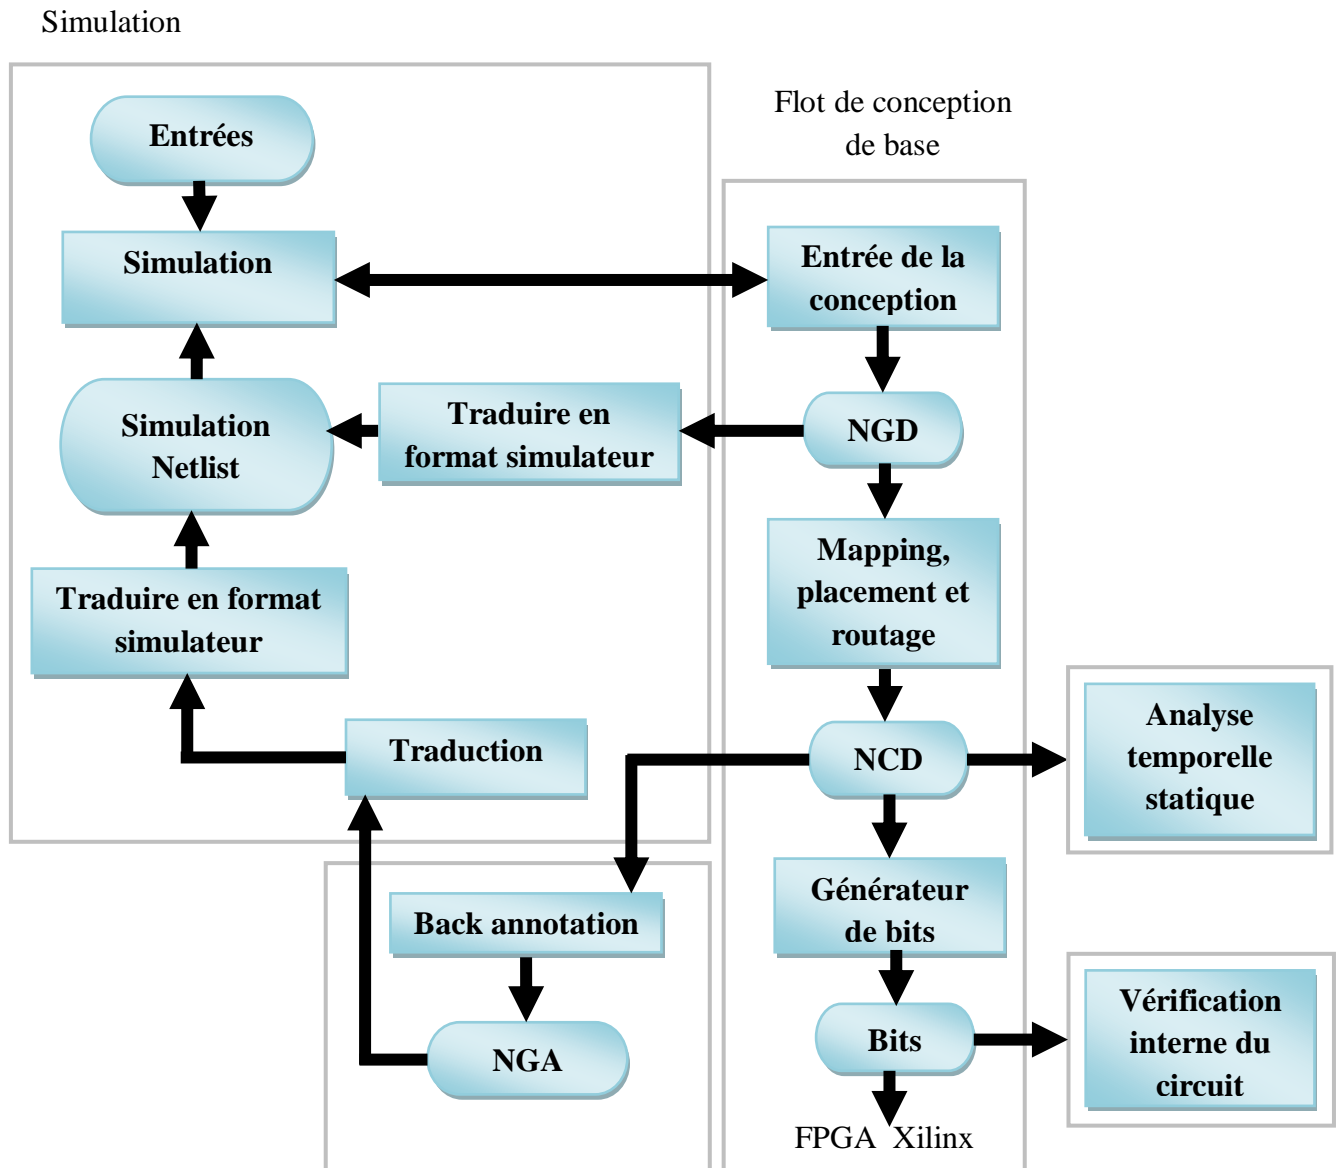 Simulation
Flot de conception
de base
Entrées
Simulation
Entrée de la
conception
Simulation
Netlist
Traduire en
format simulateur
NGD
Traduire en format
simulateur
Mapping,
placement et
routage
Traduction
NCD
Analyse
temporelle
statique
Back annotation
Générateur
de bits
NGA
Bits
Vérification
interne du
circuit
FPGA Xilinx